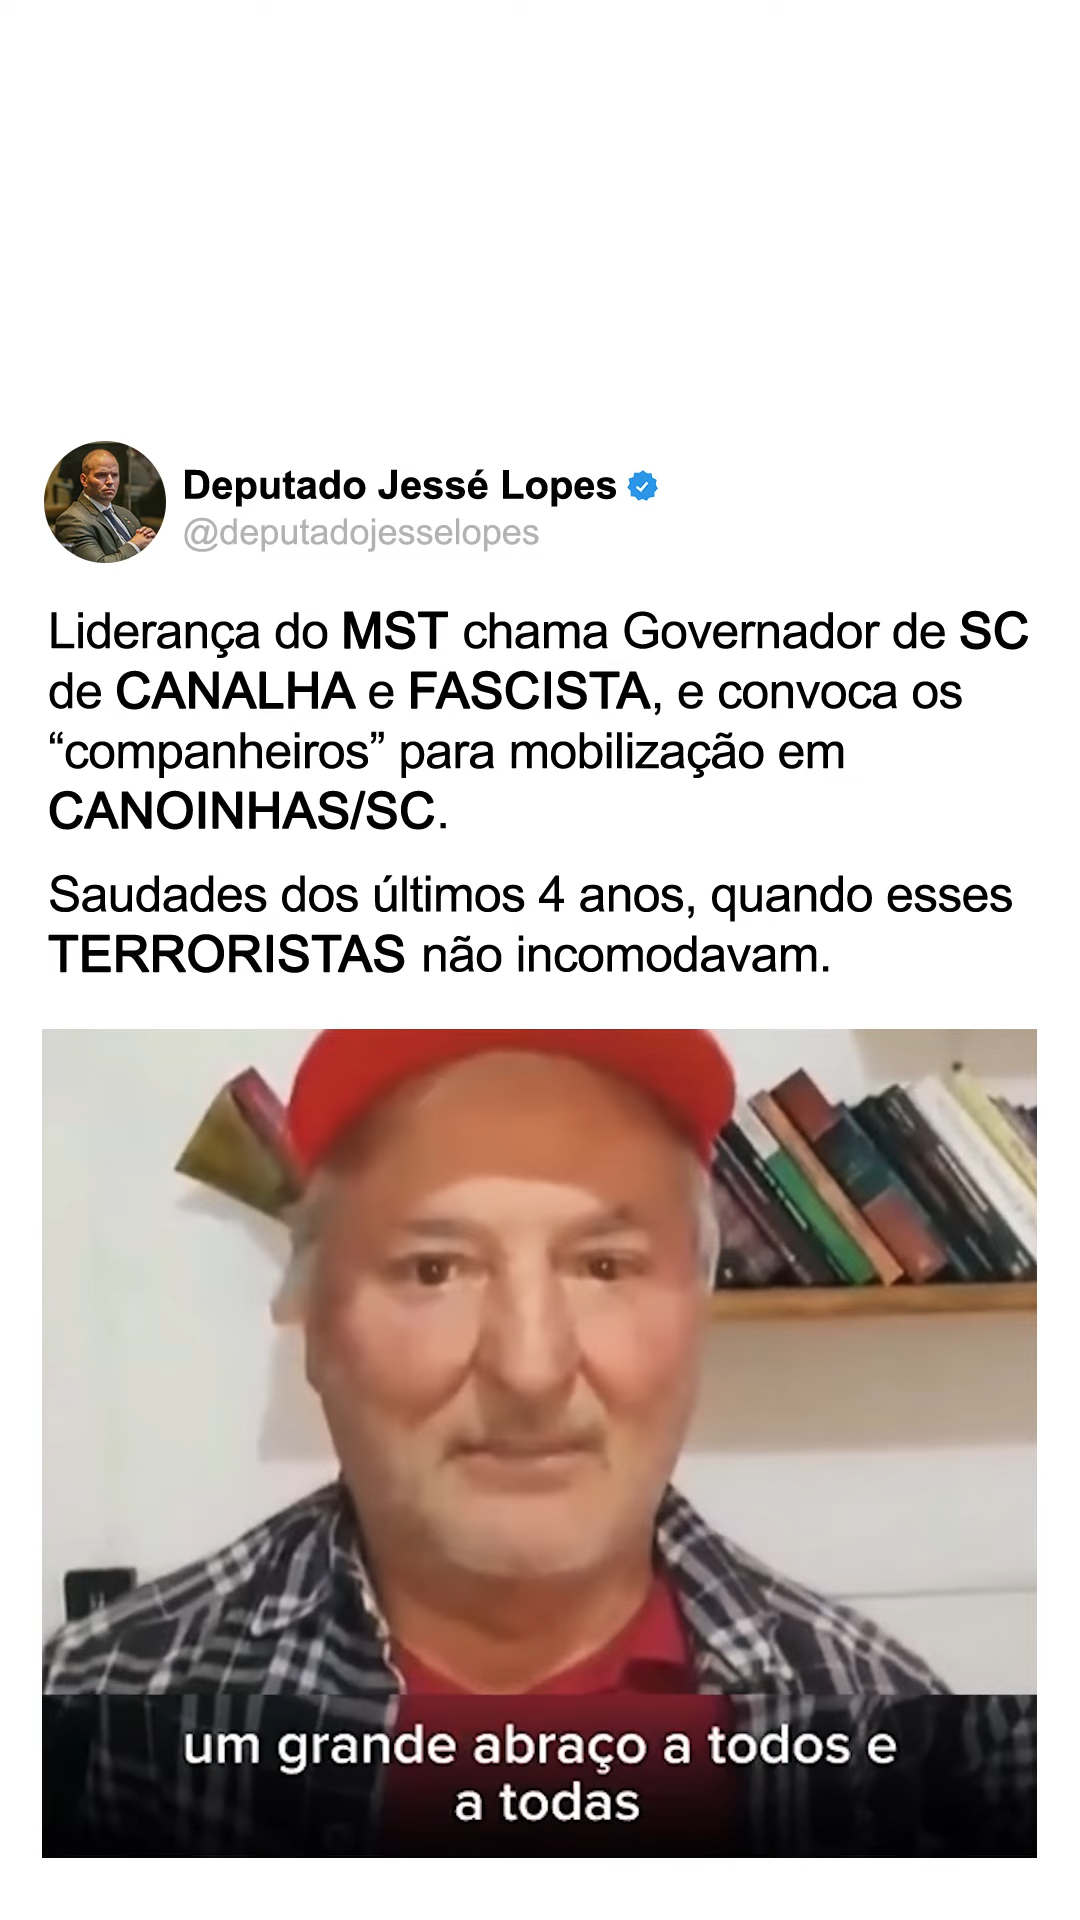 Deputado Jessé Lopes
@deputadojesselopes
Liderança do MST chama Governador de SC
de CANALHA e FASCISTA, e convoca os
“companheiros” para mobilização em
CANOINHAS/SC.
Saudades dos últimos 4 anos, quando esses
TERRORISTAS não incomodavam.
um grande abraço a todos e
a todas